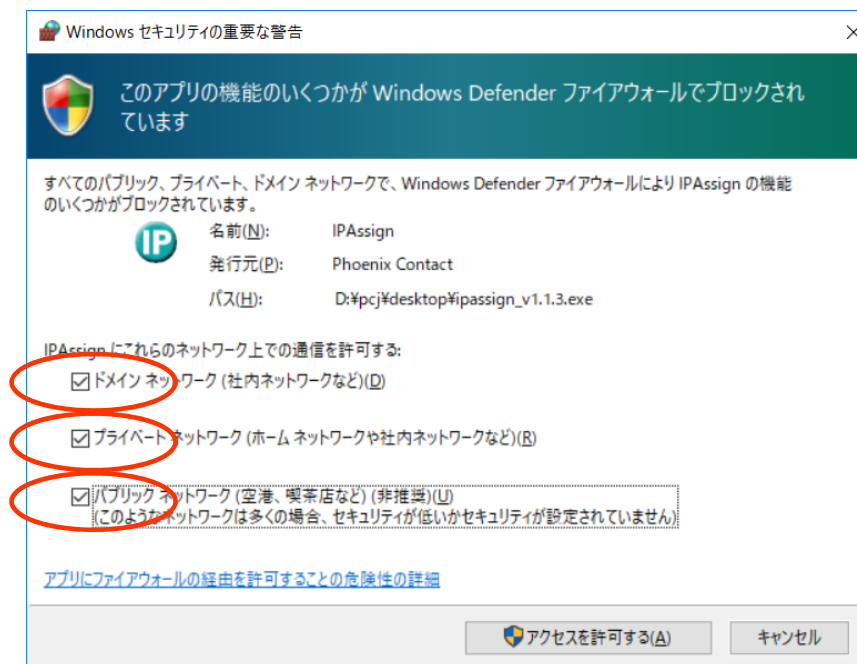 Windows セキュリティの重要な警告
このアプリの機能のいくつかが Windows Defender ファイアウォールでブロックされ
ています
すべてのパブリック、プライベート、ドメイン ネットワークで、Windows Defender ファイアウォールにより IPAssign の機能
のいくつかがブロックされています。
IP
名前(N): IPAssign
発行元(P): Phoenix Contact
パス(H): D:¥pcj¥desktop¥ipassign_v1.1.3.exe
IPAssign にこれらのネットワーク上での通信を許可する:
ドメイン ネットワーク (社内ネットワークなど)(D)
プライベート ネットワーク (ホーム ネットワークや社内ネットワークなど)(R)
パブリック ネットワーク (空港、喫茶店など) (非推奨)(U)
(このようなネットワークは多くの場合、セキュリティが低いかセキュリティが設定されていません)
アプリにファイアウォールの経由を許可することの危険性の詳細
アクセスを許可する(A) キャンセル